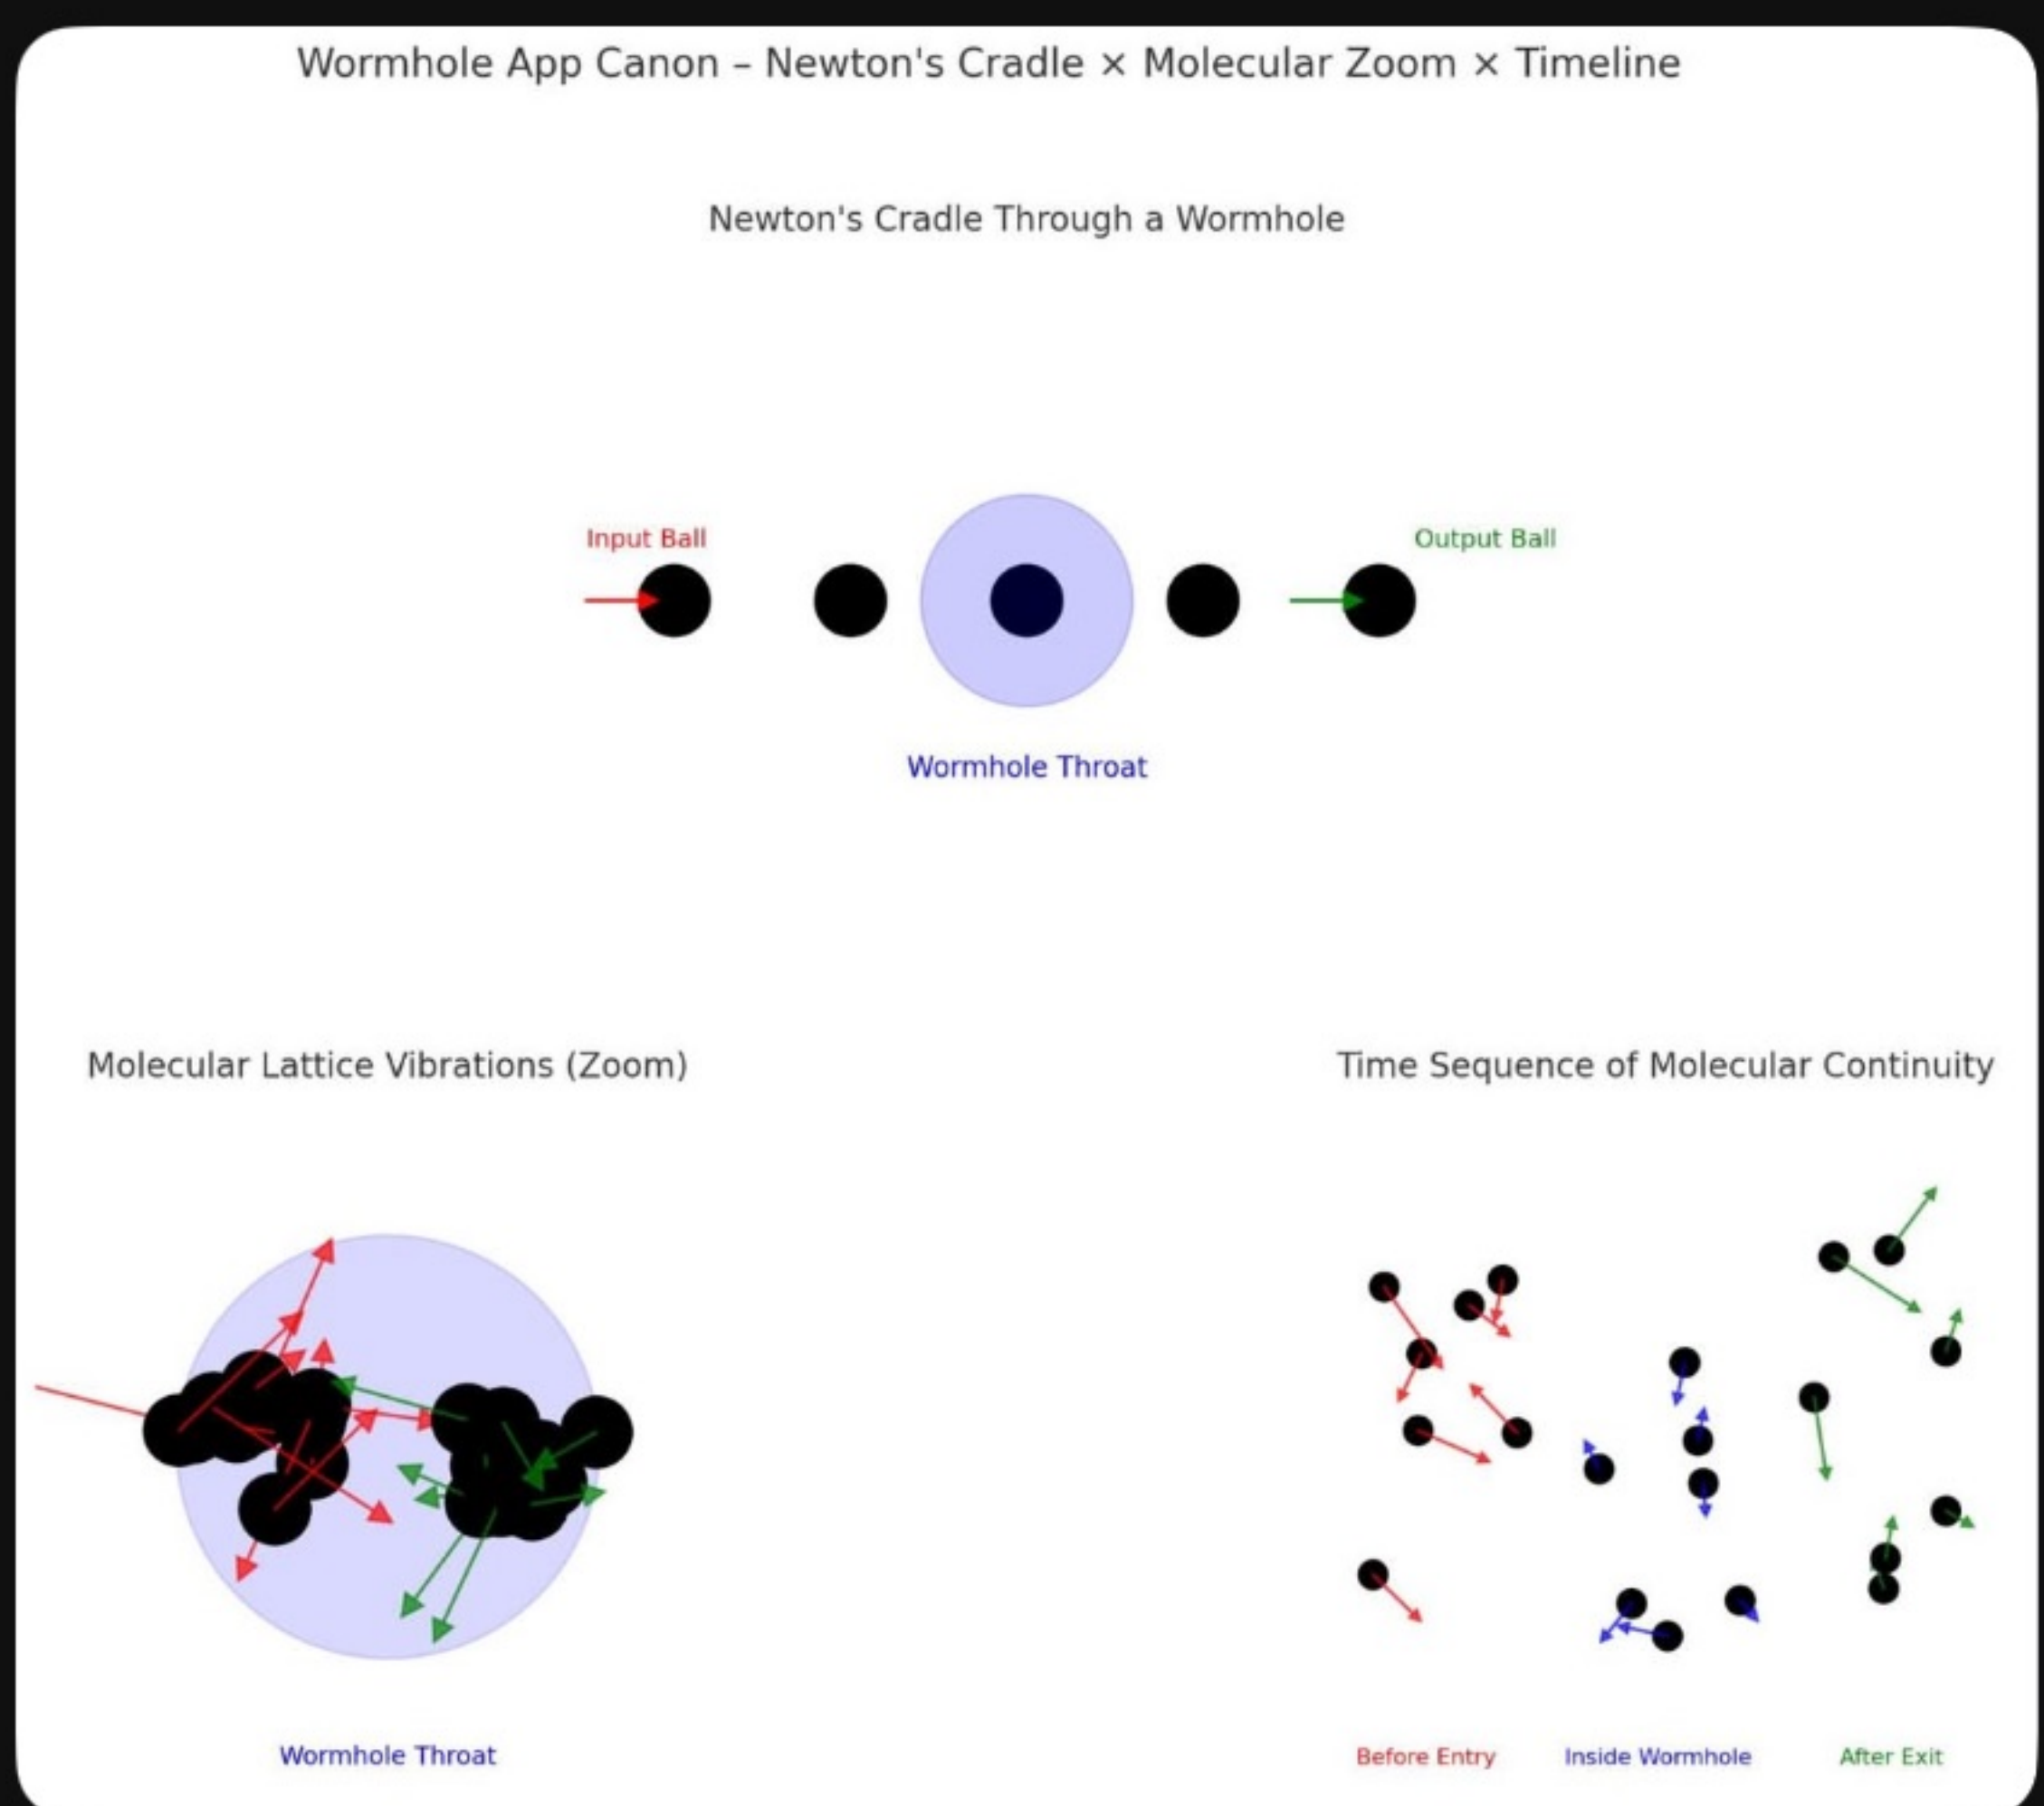 Wormhole App Canon – Newton's Cradle × Molecular Zoom × Timeline
Newton's Cradle Through a Wormhole
Input Ball
Output Ball
Wormhole Throat
Molecular Lattice Vibrations (Zoom)
Time Sequence of Molecular Continuity
Wormhole Throat
Before Entry
Inside Wormhole
After Exit